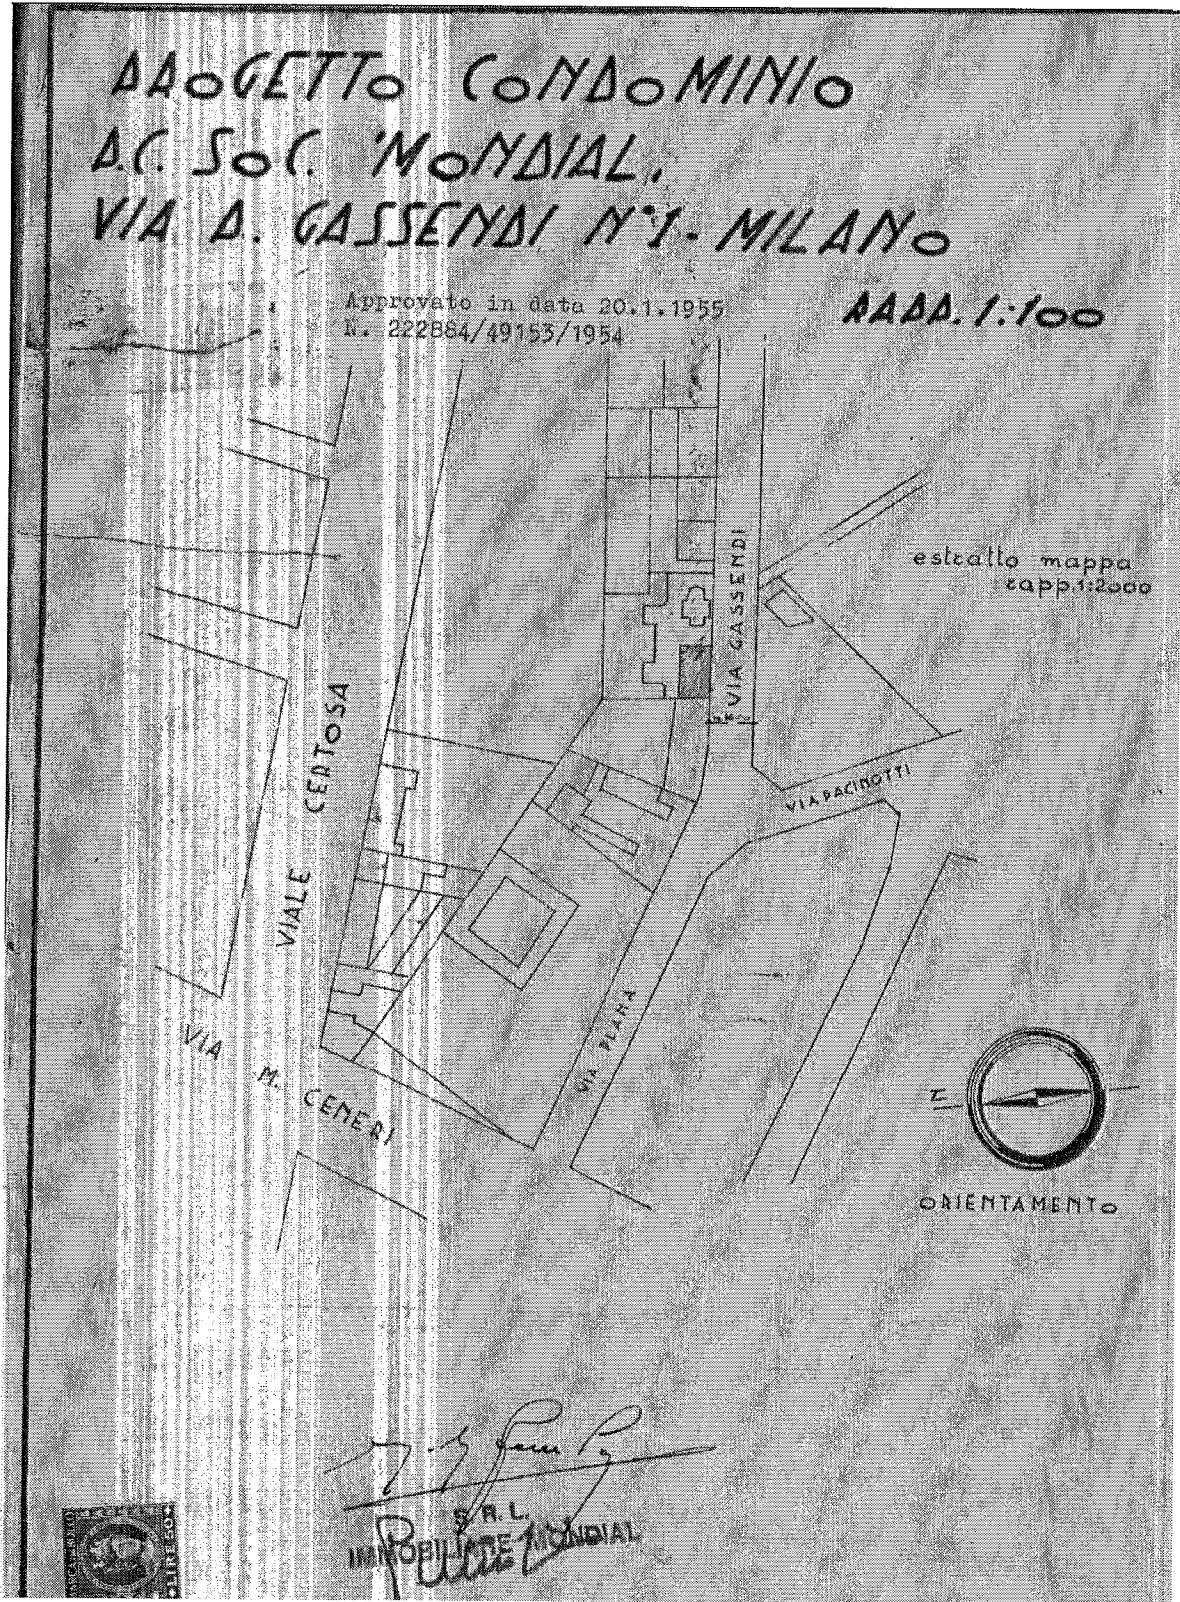 PROGETTO CONDOMINIO
P.C. SOC. "MONDIAL"
VIA P. GASSENDI N°1 - MILANO
Approvato in data 20.1.1955
N. 222884/49153/1954
RAPP. 1:100
estratto mappa
rapp. 1:2000
VIA GASSENDI
VIALE CERTOSA
VIA PACINOTTI
VIA PLANA
VIA M. CENERI
N
ORIENTAMENTO
S.R.L.
IMMOBILIARE MONDIAL